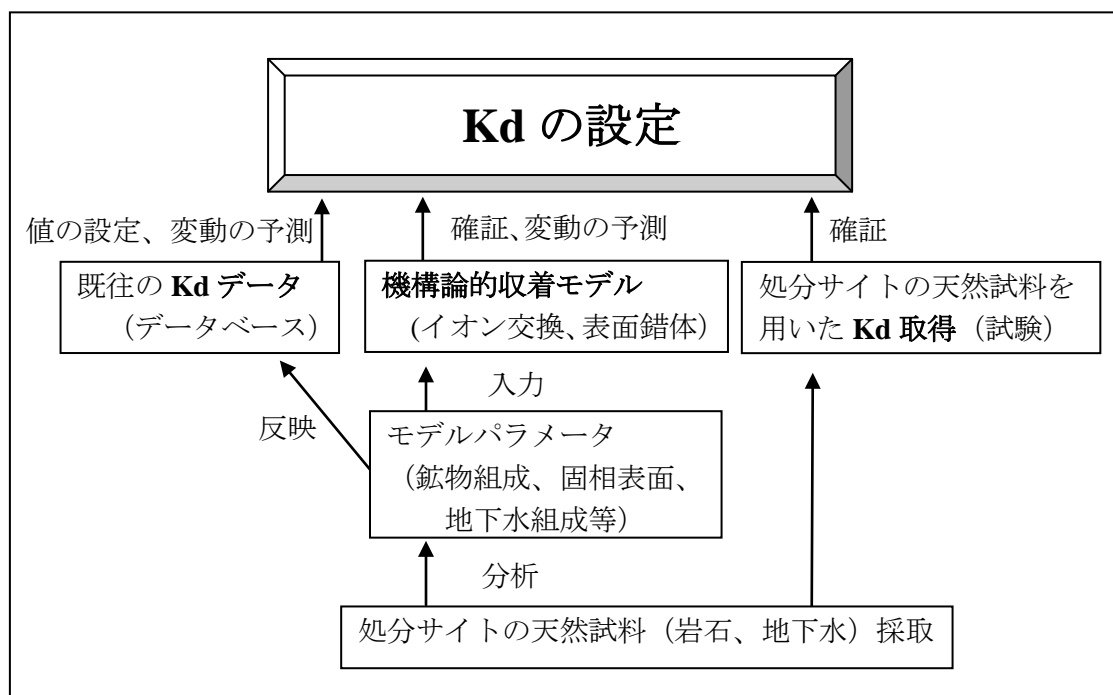 Kd の設定
値の設定、変動の予測
確証、変動の予測
確証
既往の Kd データ
(データベース)
機構論的収着モデル
(イオン交換、表面錯体)
処分サイトの天然試料を
用いた Kd 取得(試験)
入力
反映
モデルパラメータ
(鉱物組成、固相表面、
地下水組成等)
分析
処分サイトの天然試料(岩石、地下水)採取